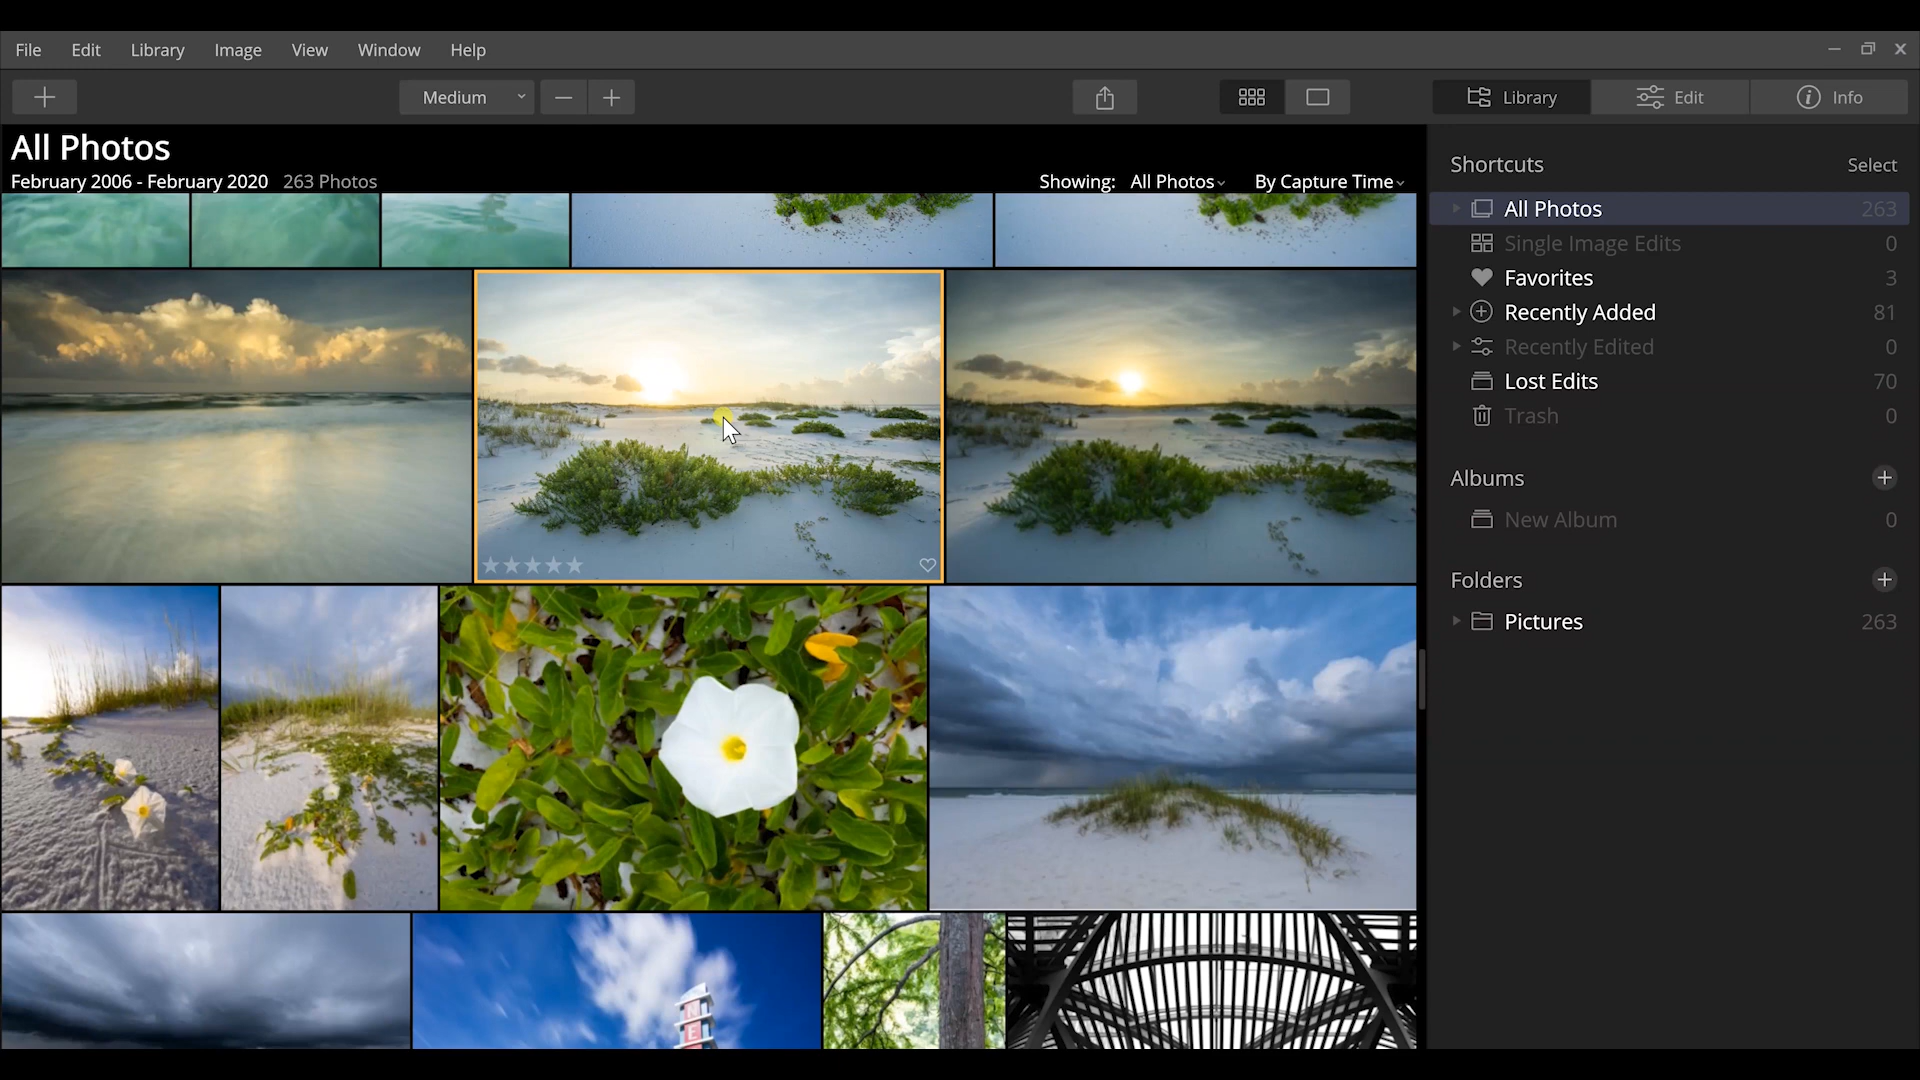 File Edit Library Image View Window Help
Medium
Library Edit Info
All Photos
February 2006 - February 2020 263 Photos
Showing: All Photos By Capture Time
Shortcuts Select
All Photos 263
Single Image Edits 0
Favorites 3
Recently Added 81
Recently Edited 0
Lost Edits 70
Trash 0
Albums
New Album 0
Folders
Pictures 263
NE